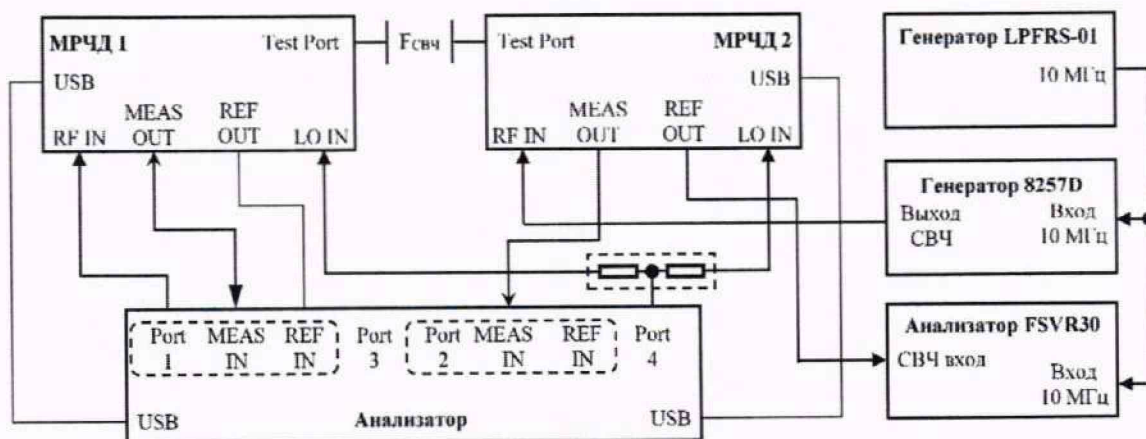 МРЧД 1
Test Port
USB
MEAS OUT
REF OUT
RF IN
LO IN
Fсвч
Test Port
МРЧД 2
USB
MEAS OUT
REF OUT
RF IN
LO IN
Генератор LPFRS-01
10 МГц
Генератор 8257D
Выход СВЧ
Вход 10 МГц
Анализатор FSVR30
СВЧ вход
Вход 10 МГц
Port 1
MEAS IN
REF IN
Port 3
Port 2
MEAS IN
REF IN
Port 4
USB
Анализатор
USB